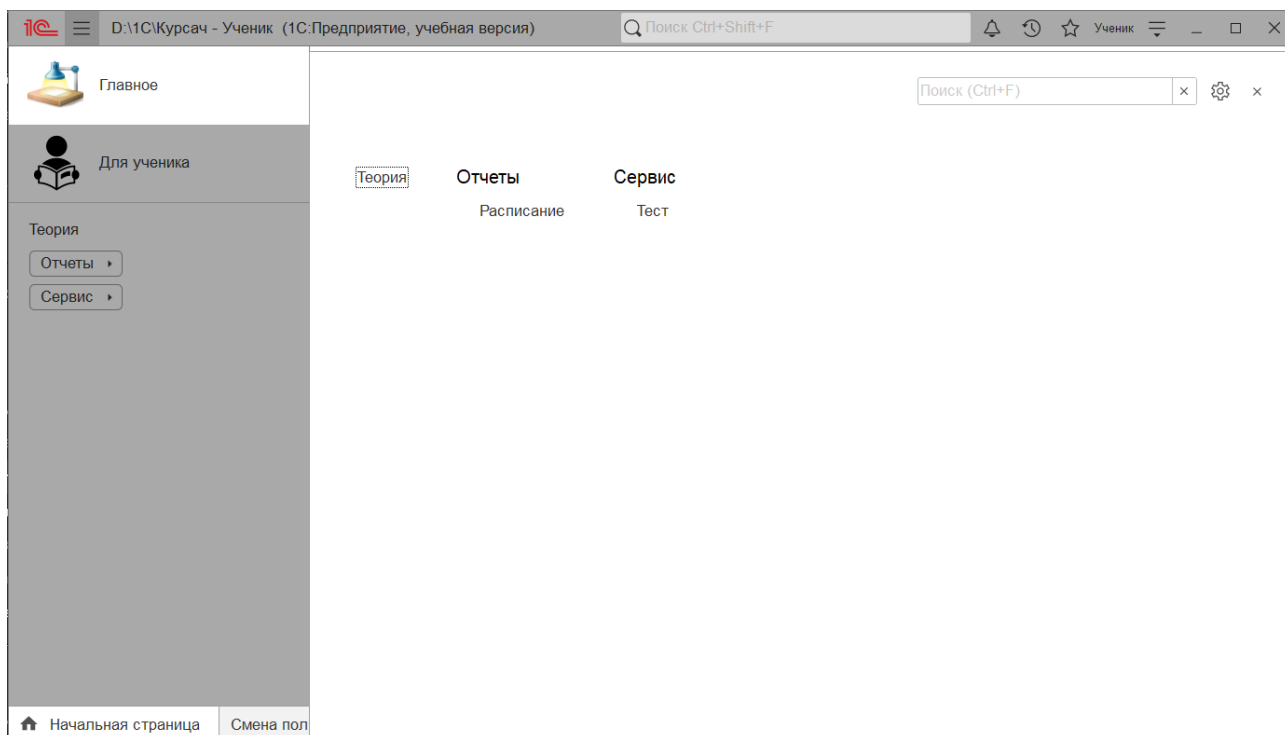 1С D:\1С\Курсач - Ученик (1С:Предприятие, учебная версия) Поиск Ctrl+Shift+F Ученик
Главное
Поиск (Ctrl+F)
Для ученика
Теория Отчеты Сервис
Расписание Тест
Теория
Отчеты
Сервис
Начальная страница Смена пол